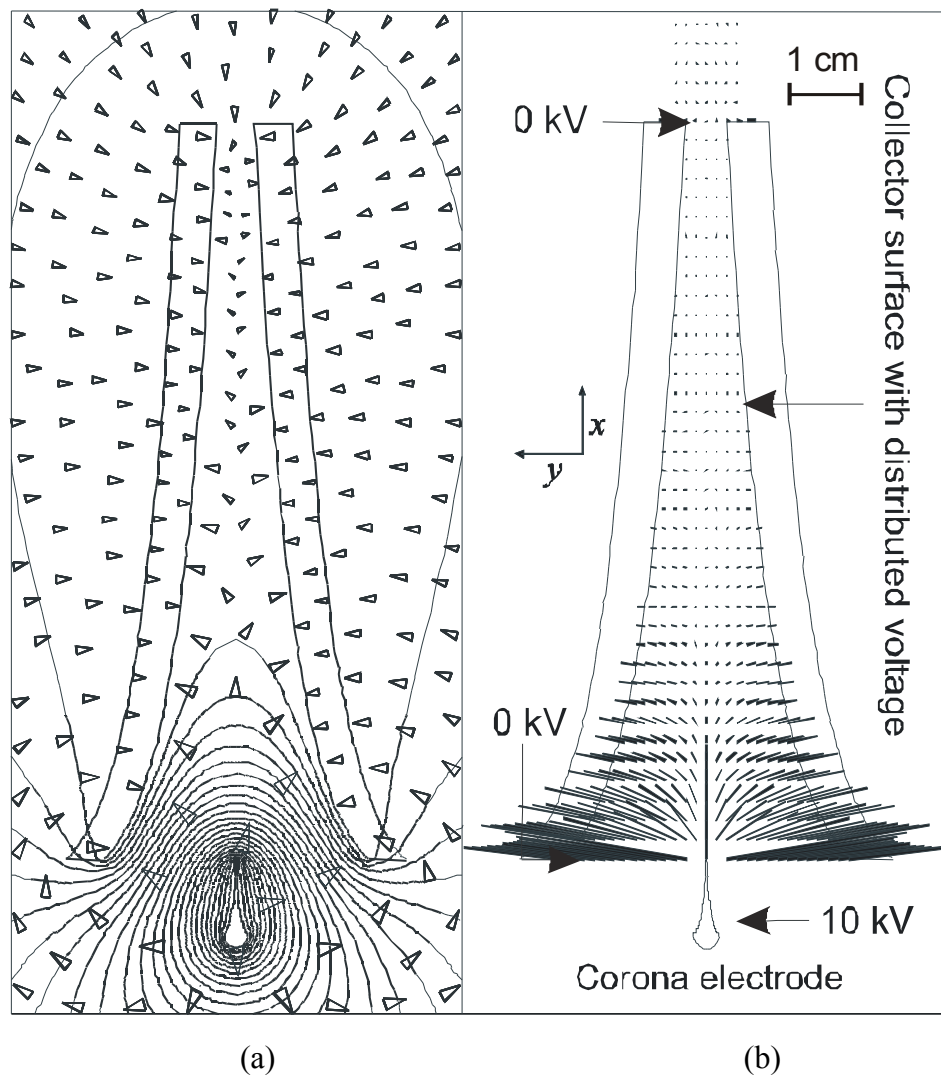 1 cm
0 kV
Collector surface with distributed voltage
x
y
0 kV
10 kV
Corona electrode
(a)
(b)